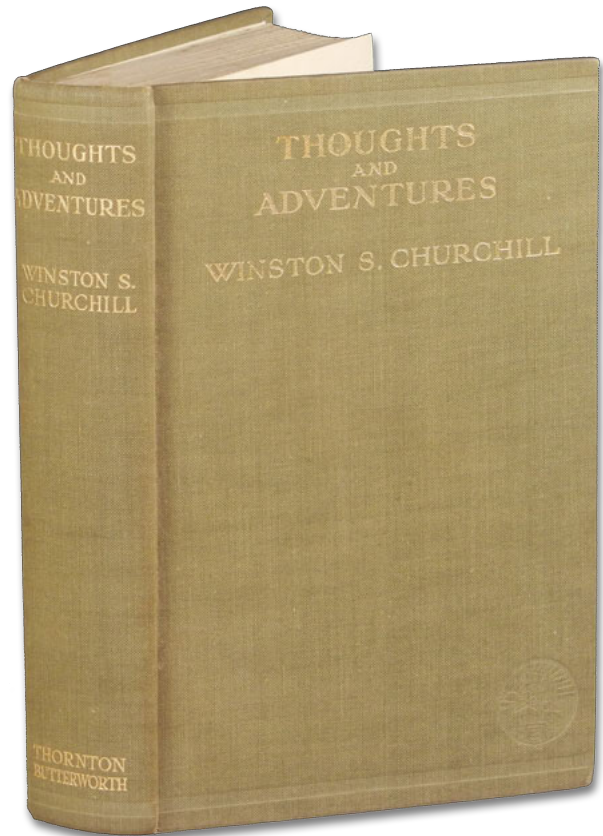 THOUGHTS
AND
ADVENTURES
WINSTON S.
CHURCHILL
THORNTON
BUTTERWORTH
THOUGHTS
AND
ADVENTURES
WINSTON S. CHURCHILL